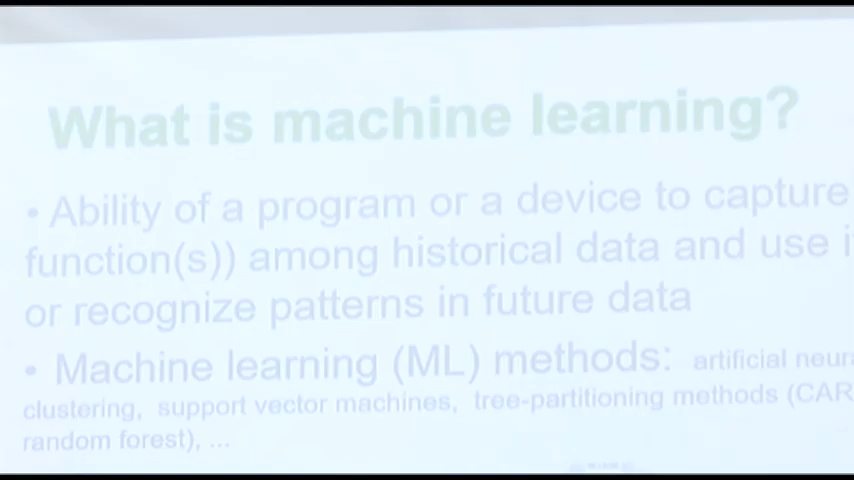 What is machine learning?
• Ability of a program or a device to capture
function(s)) among historical data and use
or recognize patterns in future data
• Machine learning (ML) methods: artificial
clustering, support vector machines, tree-partitioning methods
random forest), ...